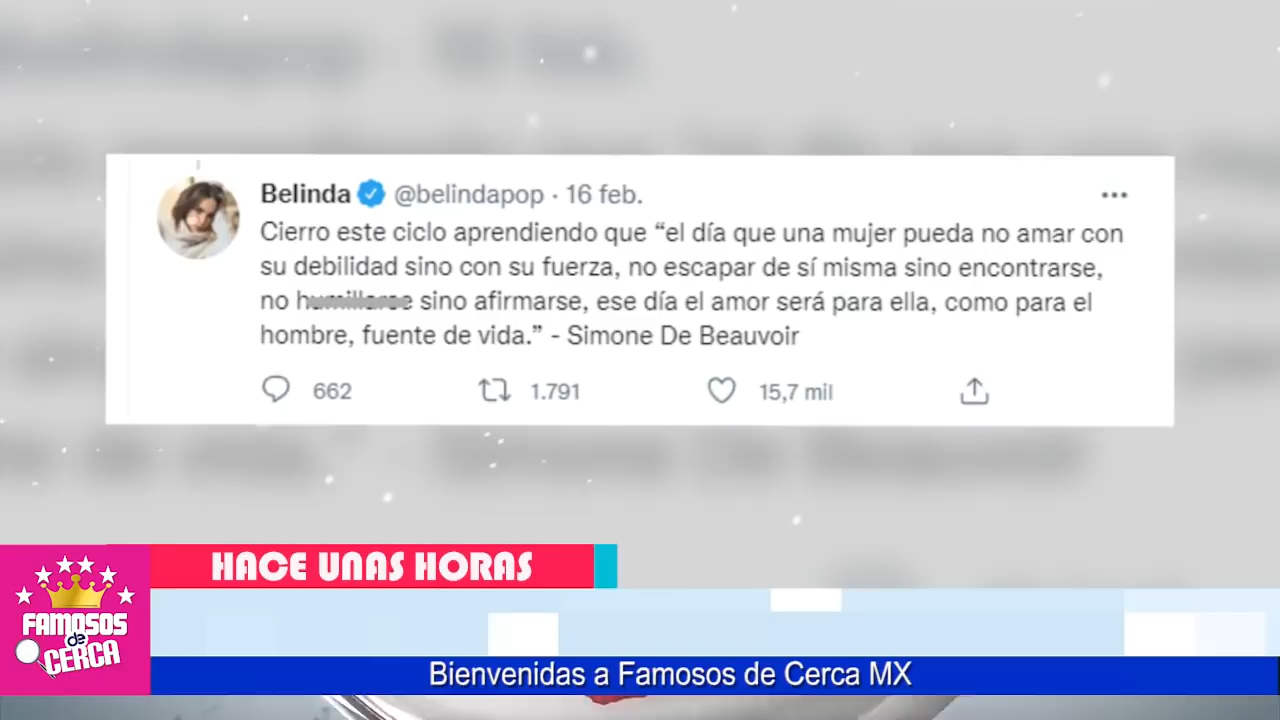 Belinda @belindapop · 16 feb.
Cierro este ciclo aprendiendo que “el día que una mujer pueda no amar con
su debilidad sino con su fuerza, no escapar de sí misma sino encontrarse,
no humillarse sino afirmarse, ese día el amor será para ella, como para el
hombre, fuente de vida.” - Simone De Beauvoir
662 1.791 15,7 mil
HACE UNAS HORAS
FAMOSOS
de
CERCA
Bienvenidas a Famosos de Cerca MX